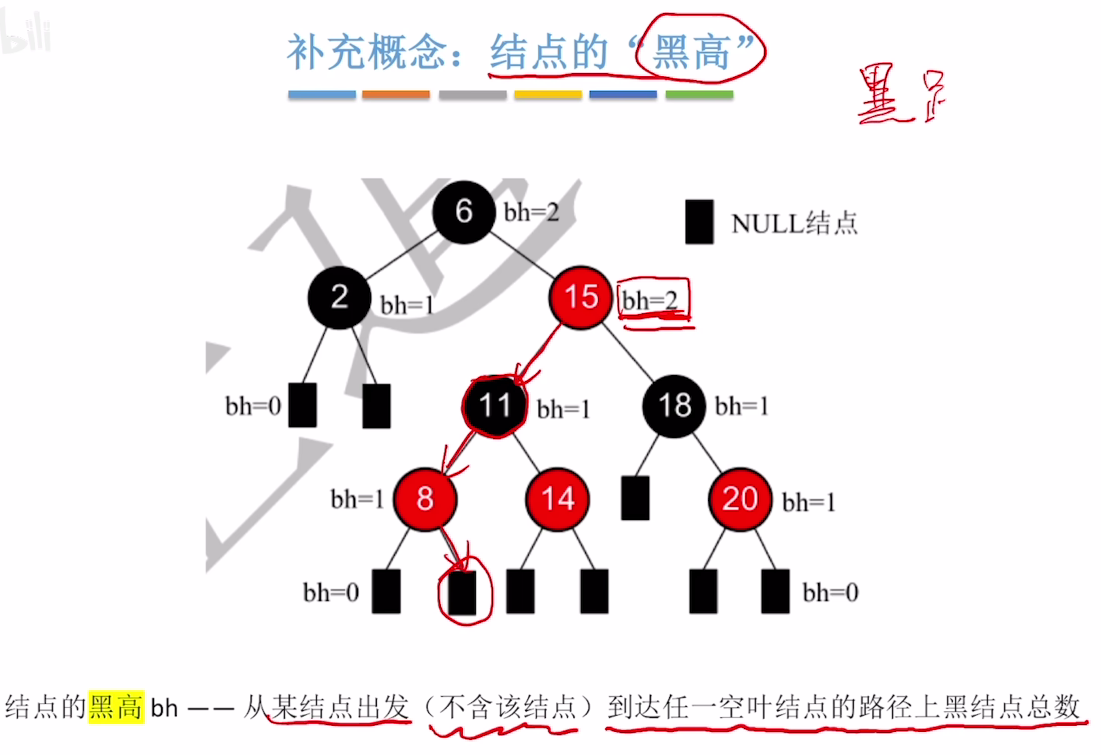 bili
补充概念：结点的“黑高”
黑
6 bh=2
NULL结点
2 bh=1
15 bh=2
bh=0
11 bh=1
18 bh=1
bh=1 8
14
20 bh=1
bh=0
bh=0
结点的黑高 bh —— 从某结点出发（不含该结点）到达任一空叶结点的路径上黑结点总数